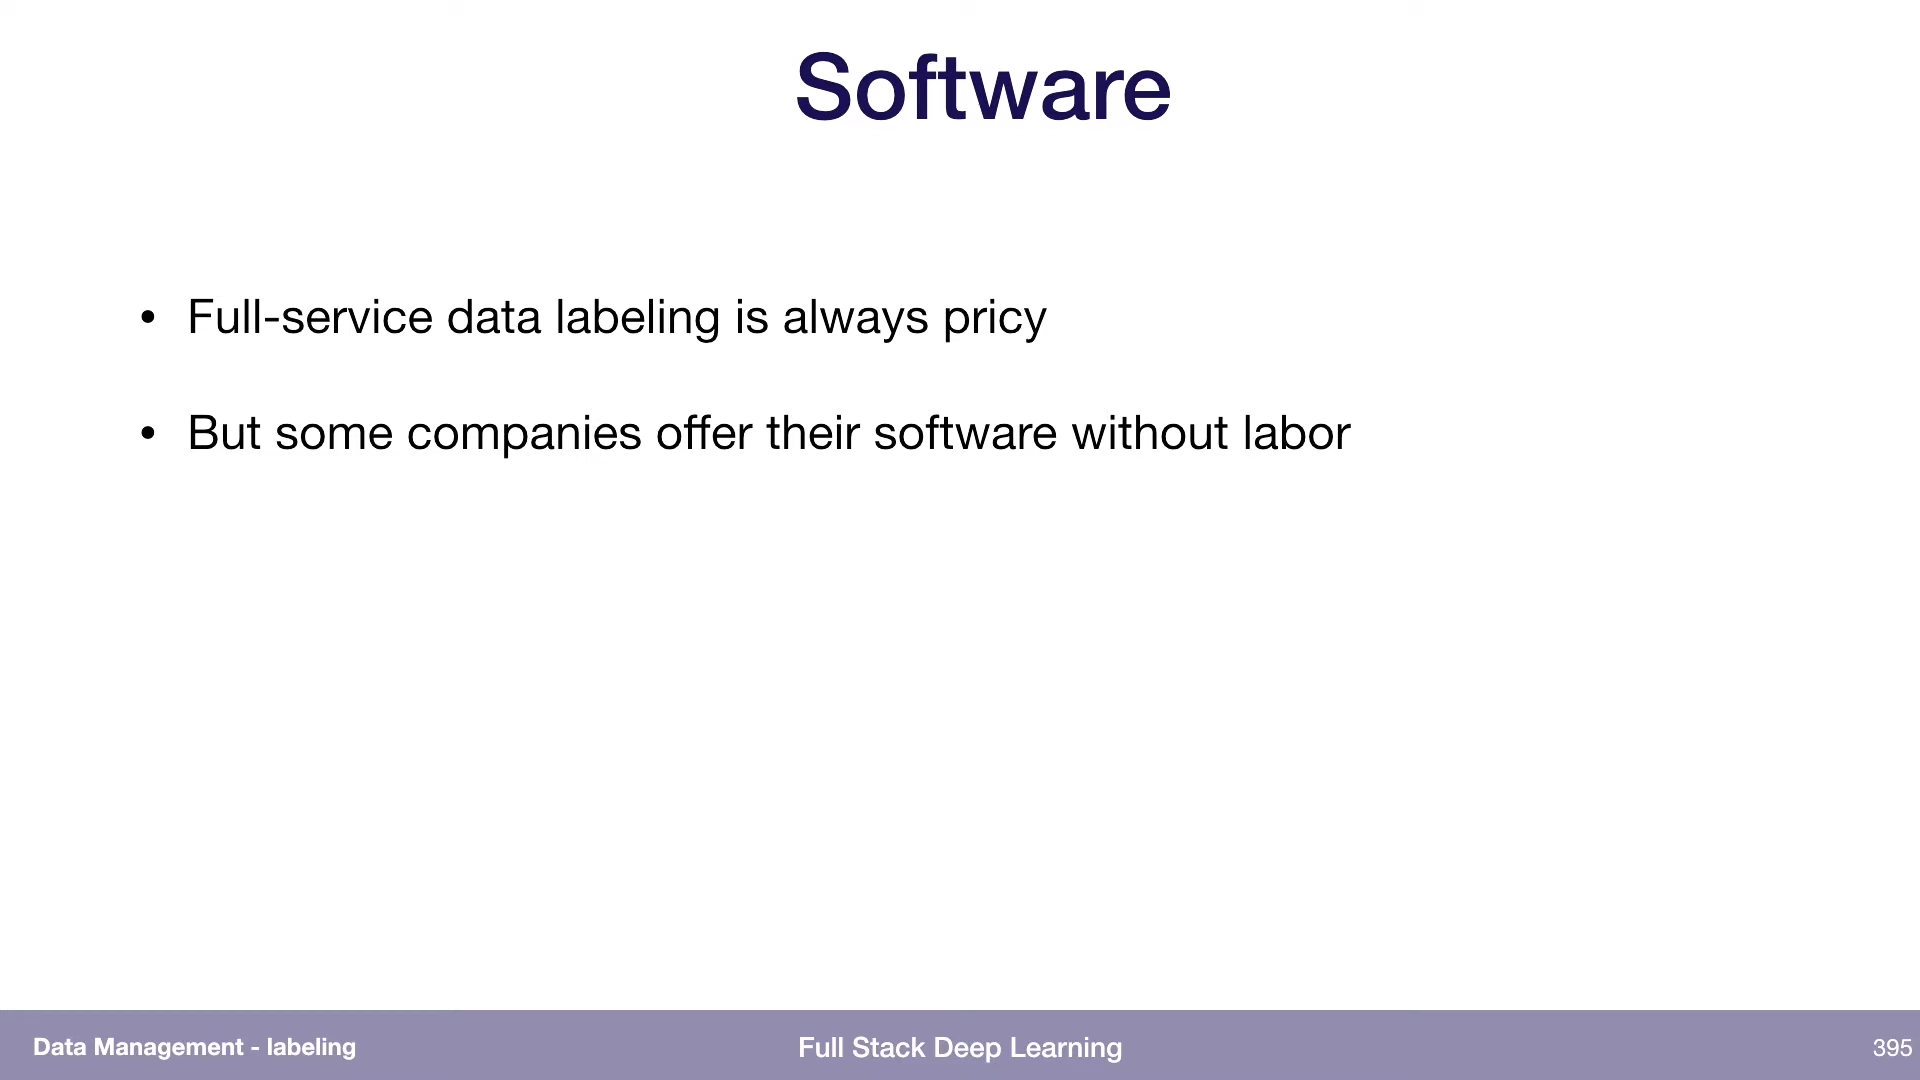 Software
• Full-service data labeling is always pricy
• But some companies offer their software without labor
Data Management - labeling
Full Stack Deep Learning
395